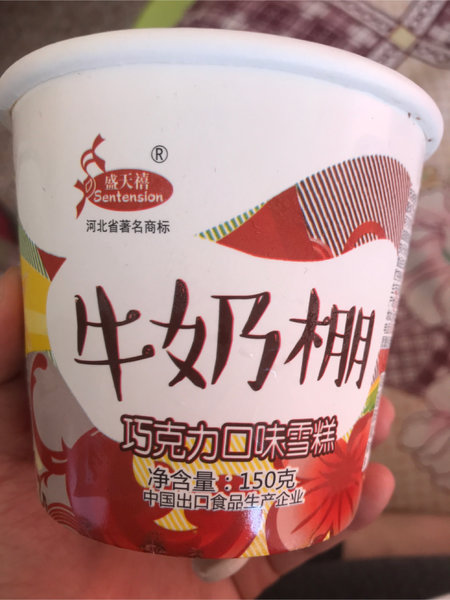 ®
盛天禧
Sentension
河北省著名商标
牛奶棚
巧克力口味雪糕
净含量：150克
中国出口食品生产企业